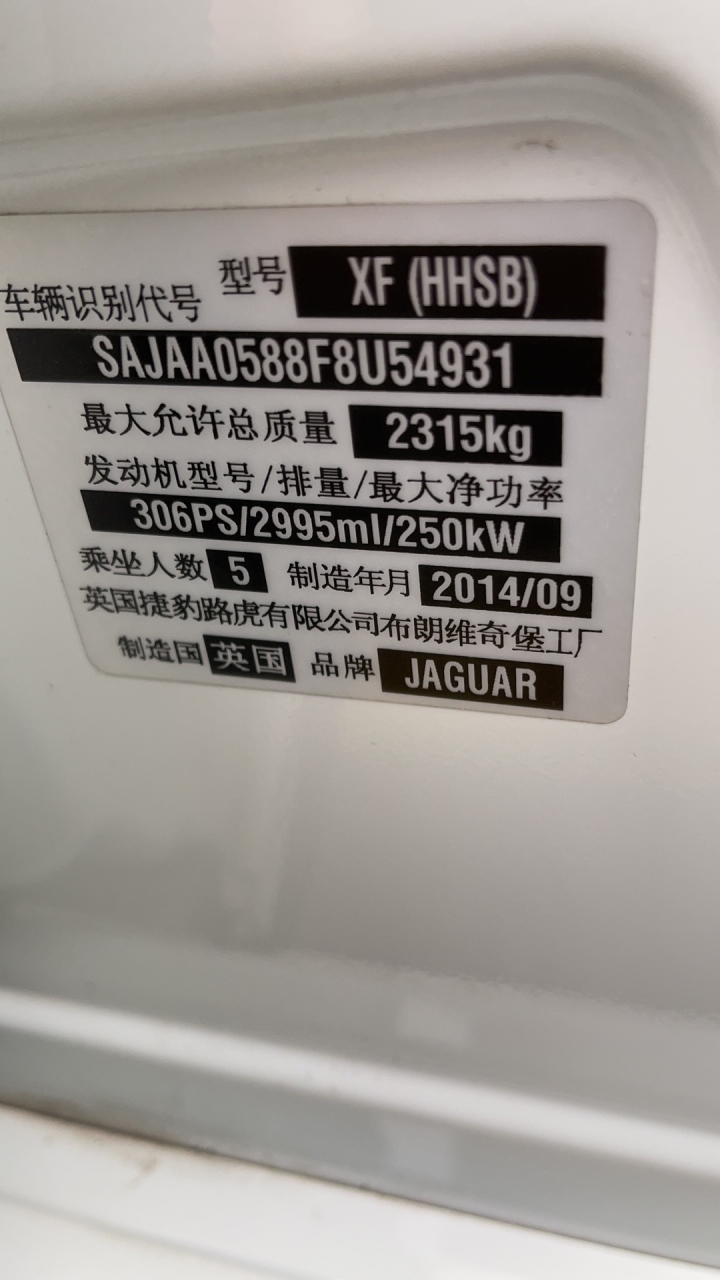 型号 XF (HHSB)
车辆识别代号
SAJAA0588F8U54931
最大允许总质量 2315kg
发动机型号/排量/最大净功率
306PS/2995ml/250kW
乘坐人数 5 制造年月 2014/09
英国捷豹路虎有限公司布朗维奇堡工厂
制造国 英国 品牌 JAGUAR